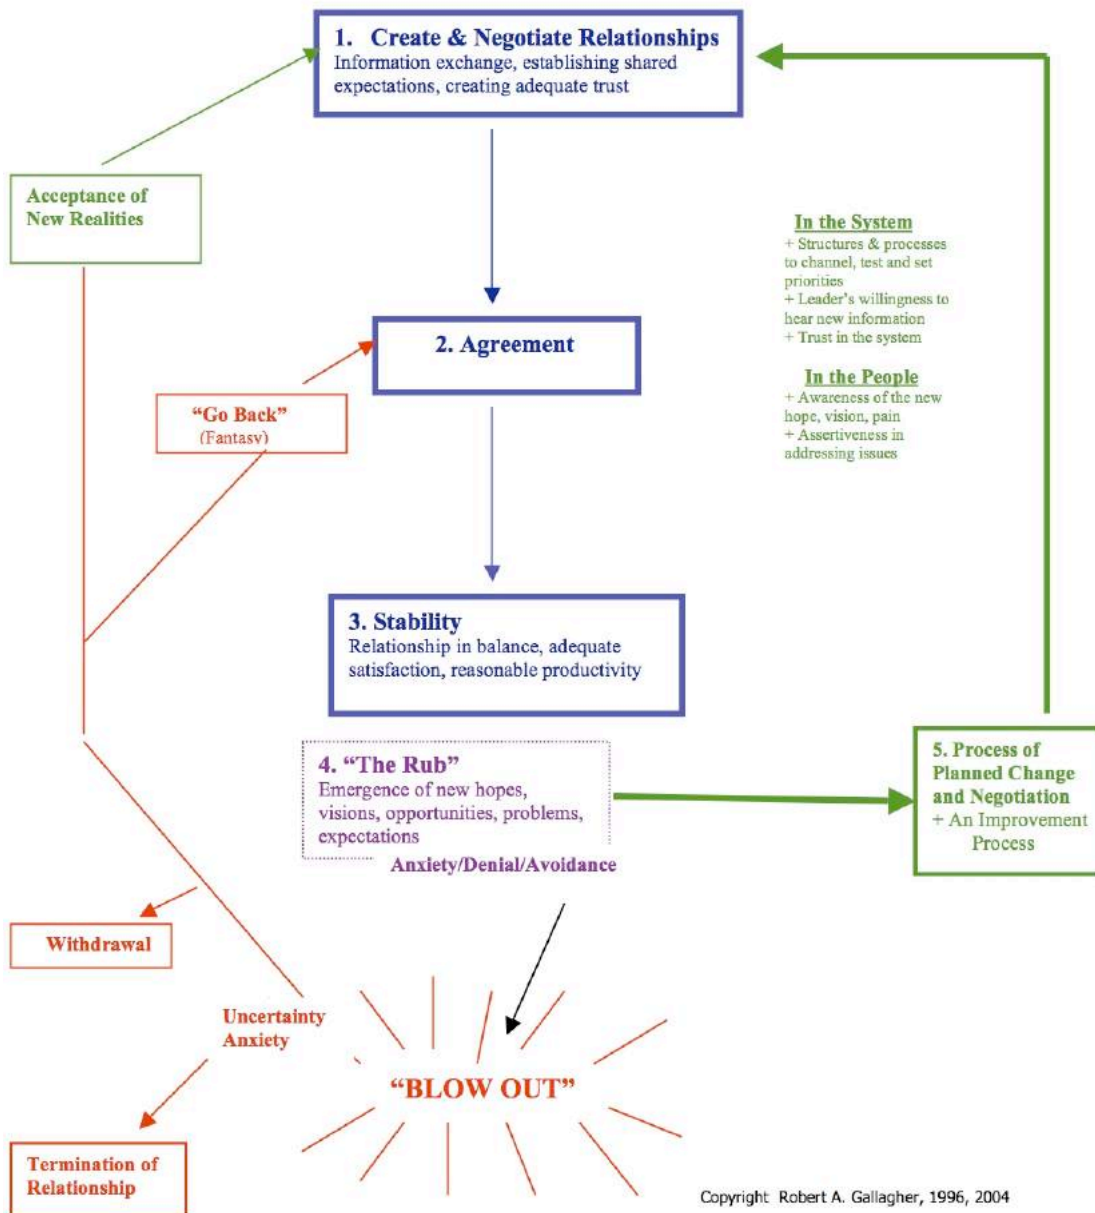 1. Create & Negotiate Relationships
Information exchange, establishing shared
expectations, creating adequate trust
Acceptance of
New Realities
In the System
+ Structures & processes
to channel, test and set
priorities
+ Leader's willingness to
hear new information
+ Trust in the system
In the People
+ Awareness of the new
hope, vision, pain
+ Assertiveness in
addressing issues
2. Agreement
“Go Back”
(Fantasy)
3. Stability
Relationship in balance, adequate
satisfaction, reasonable productivity
4. “The Rub”
Emergence of new hopes,
visions, opportunities, problems,
expectations
Anxiety/Denial/Avoidance
5. Process of
Planned Change
and Negotiation
+ An Improvement
Process
Withdrawal
Uncertainty
Anxiety
“BLOW OUT”
Termination of
Relationship
Copyright Robert A. Gallagher, 1996, 2004